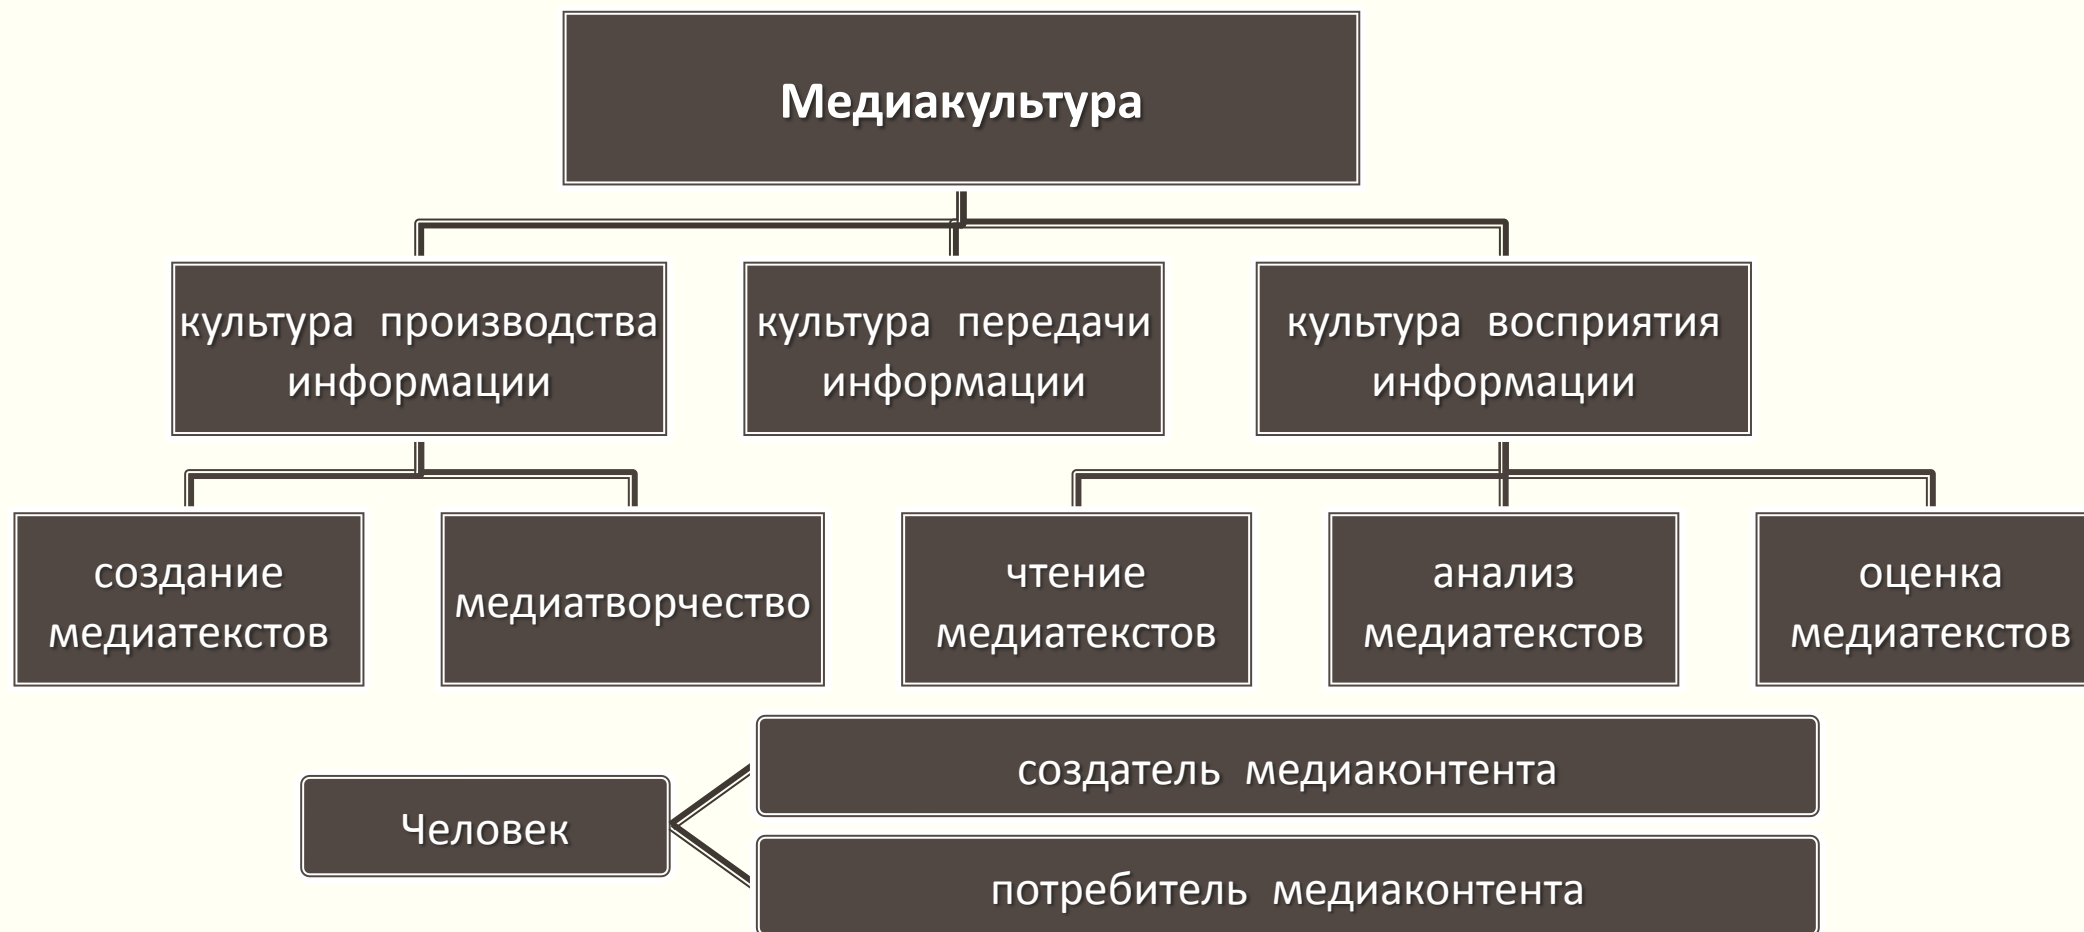 Медиакультура
культура производства
информации
культура передачи
информации
культура восприятия
информации
создание
медиатекстов
медиатворчество
чтение
медиатекстов
анализ
медиатекстов
оценка
медиатекстов
Человек
создатель медиаконтента
потребитель медиаконтента